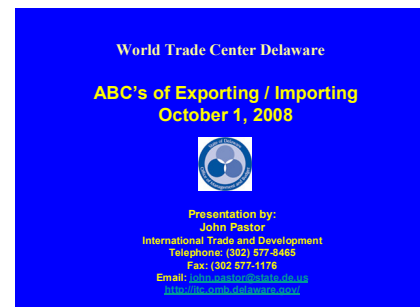 World Trade Center Delaware
ABC's of Exporting / Importing
October 1, 2008
Presentation by:
John Pastor
International Trade and Development
Telephone: (302) 577-8465
Fax: (302 577-1176
Email: john.pastor@state.de.us
http://itc.omb.delaware.gov/